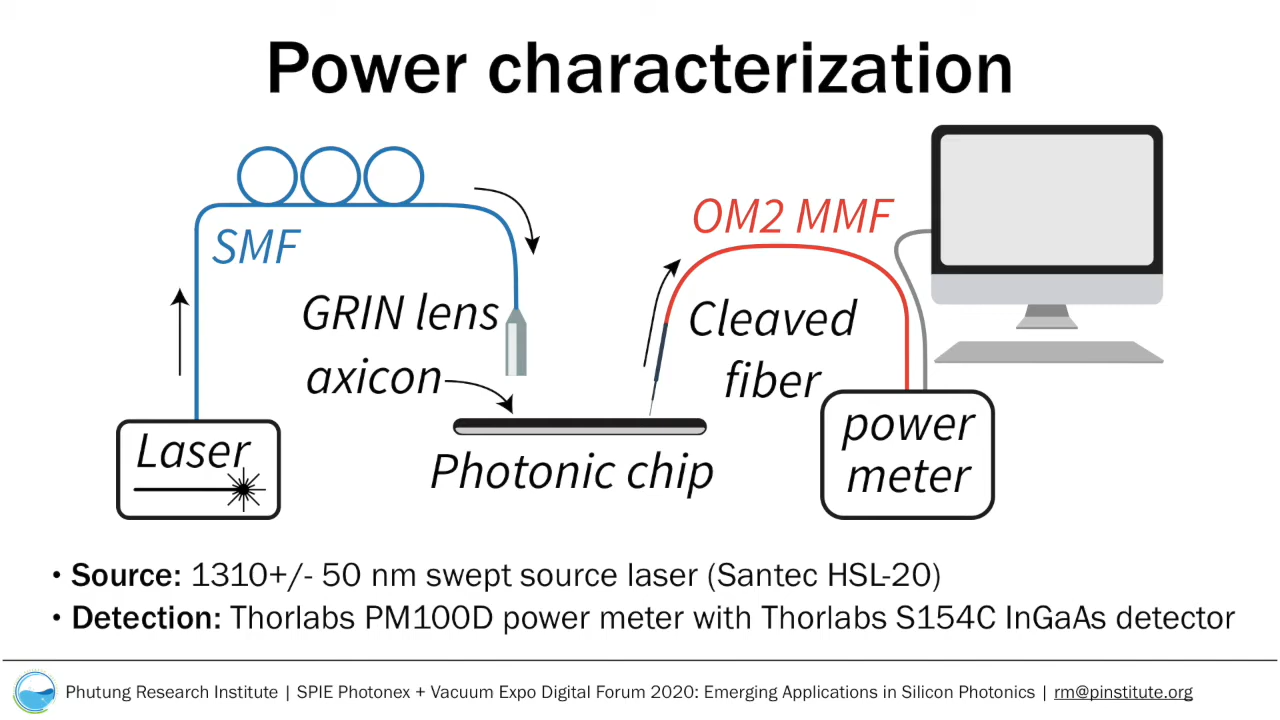 Power characterization
SMF
OM2 MMF
GRIN lens
axicon
Cleaved
fiber
Laser
Photonic chip
power
meter
• Source: 1310+/- 50 nm swept source laser (Santec HSL-20)
• Detection: Thorlabs PM100D power meter with Thorlabs S154C InGaAs detector
Phutung Research Institute | SPIE Photonex + Vacuum Expo Digital Forum 2020: Emerging Applications in Silicon Photonics | rm@pinstitute.org